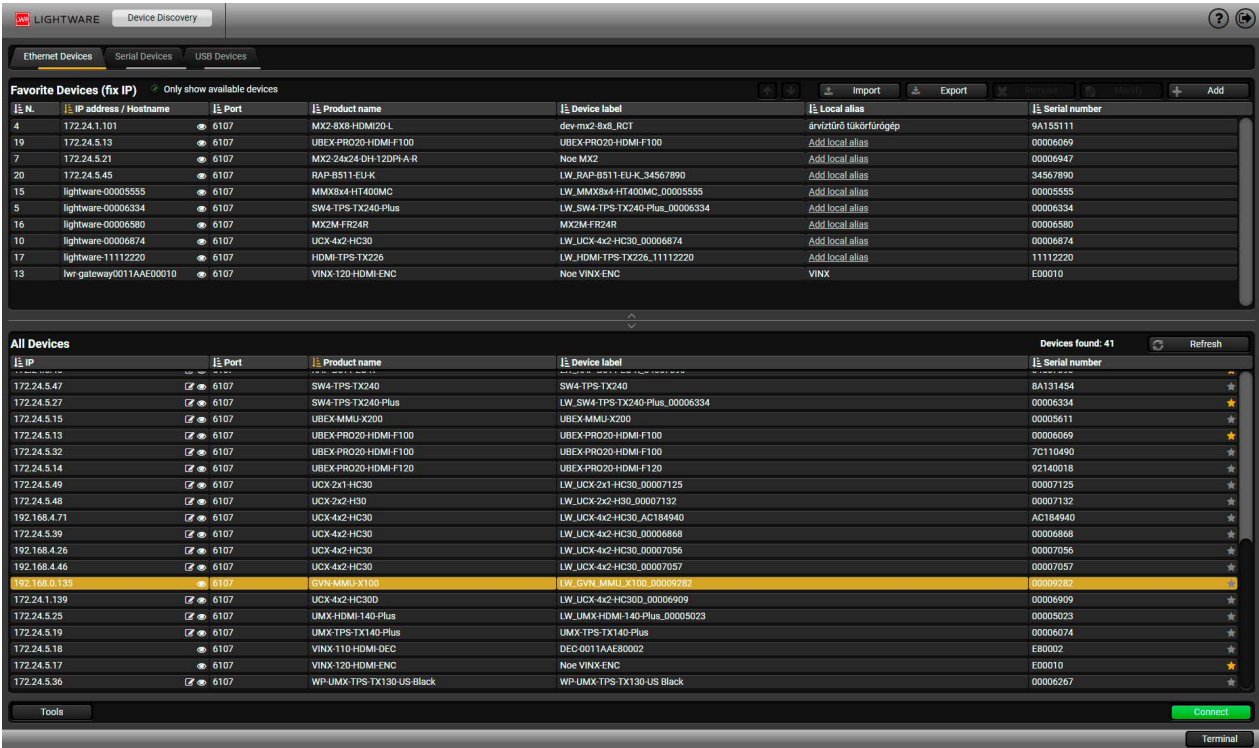 LWR LIGHTWARE Device Discovery ?
Ethernet Devices Serial Devices USB Devices
Favorite Devices (fix IP) Only show available devices Import Export Remove Modify Add
N. IP address / Hostname Port Product name Device label Local alias Serial number
4 172.24.1.101 6107 MX2-8X8-HDMI20-L dev-mx2-8x8_RCT árvíztűrő tükörfúrógép 9A155111
19 172.24.5.13 6107 UBEX-PRO20-HDMI-F100 UBEX-PRO20-HDMI-F100 Add local alias 00006069
7 172.24.5.21 6107 MX2-24x24-DH-12DPi-A-R Noe MX2 Add local alias 00006947
20 172.24.5.45 6107 RAP-B511-EU-K LW_RAP-B511-EU-K_34567890 Add local alias 34567890
15 lightware-00005555 6107 MMX8x4-HT400MC LW_MMX8x4-HT400MC_00005555 Add local alias 00005555
5 lightware-00006334 6107 SW4-TPS-TX240-Plus LW_SW4-TPS-TX240-Plus_00006334 Add local alias 00006334
16 lightware-00006580 6107 MX2M-FR24R MX2M-FR24R Add local alias 00006580
10 lightware-00006874 6107 UCX-4x2-HC30 LW_UCX-4x2-HC30_00006874 Add local alias 00006874
17 lightware-11112220 6107 HDMI-TPS-TX226 LW_HDMI-TPS-TX226_11112220 Add local alias 11112220
13 lwr-gateway0011AAE00010 6107 VINX-120-HDMI-ENC Noe VINX-ENC VINX E00010
All Devices Devices found: 41 Refresh
IP Port Product name Device label Serial number
172.24.5.47 6107 SW4-TPS-TX240 SW4-TPS-TX240 8A131454
172.24.5.27 6107 SW4-TPS-TX240-Plus LW_SW4-TPS-TX240-Plus_00006334 00006334
172.24.5.15 6107 UBEX-MMU-X200 UBEX-MMU-X200 00005611
172.24.5.13 6107 UBEX-PRO20-HDMI-F100 UBEX-PRO20-HDMI-F100 00006069
172.24.5.32 6107 UBEX-PRO20-HDMI-F100 UBEX-PRO20-HDMI-F100 7C110490
172.24.5.14 6107 UBEX-PRO20-HDMI-F120 UBEX-PRO20-HDMI-F120 92140018
172.24.5.49 6107 UCX-2x1-HC30 LW_UCX-2x1-HC30_00007125 00007125
172.24.5.48 6107 UCX-2x2-H30 LW_UCX-2x2-H30_00007132 00007132
192.168.4.71 6107 UCX-4x2-HC30 LW_UCX-4x2-HC30_AC184940 AC184940
172.24.5.39 6107 UCX-4x2-HC30 LW_UCX-4x2-HC30_00006868 00006868
192.168.4.26 6107 UCX-4x2-HC30 LW_UCX-4x2-HC30_00007056 00007056
192.168.4.46 6107 UCX-4x2-HC30 LW_UCX-4x2-HC30_00007057 00007057
192.168.0.135 6107 GVN-MMU-X100 LW_GVN_MMU_X100_00009282 00009282
172.24.1.139 6107 UCX-4x2-HC30D LW_UCX-4x2-HC30D_00006909 00006909
172.24.5.25 6107 UMX-HDMI-140-Plus LW_UMX-HDMI-140-Plus_00005023 00005023
172.24.5.19 6107 UMX-TPS-TX140-Plus UMX-TPS-TX140-Plus 00006074
172.24.5.18 6107 VINX-110-HDMI-DEC DEC-0011AAE80002 E80002
172.24.5.17 6107 VINX-120-HDMI-ENC Noe VINX-ENC E00010
172.24.5.36 6107 WP-UMX-TPS-TX130-US-Black WP-UMX-TPS-TX130-US Black 00006267
Tools Connect
Terminal